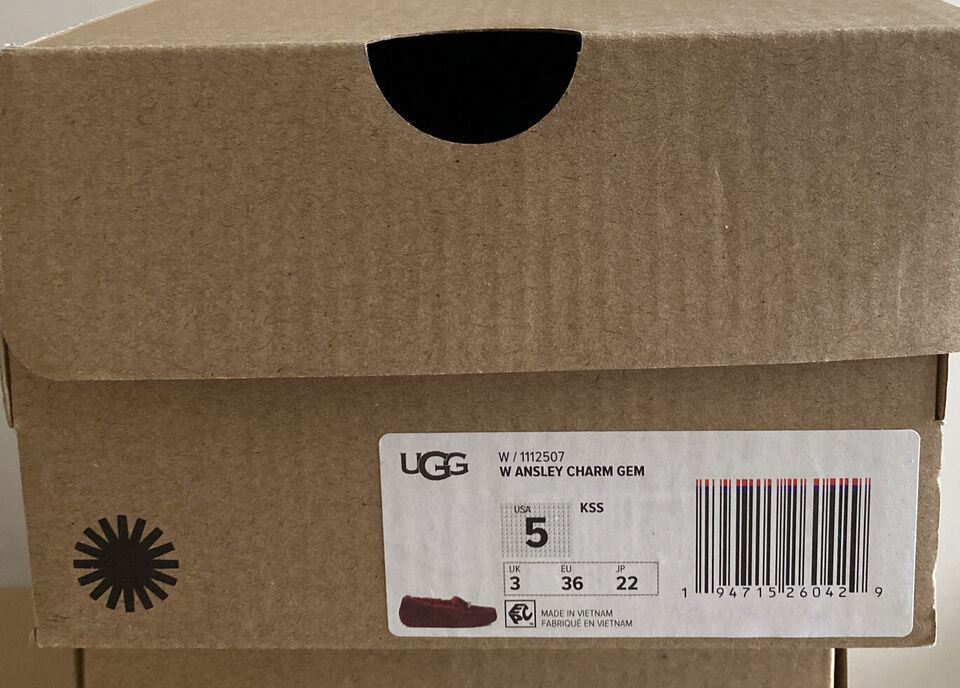 UGG
W / 1112507
W ANSLEY CHARM GEM
USA
5
KSS
UK EU JP
3 36 22
MADE IN VIETNAM
FABRIQUÉ EN VIETNAM
1 94715 26042 9